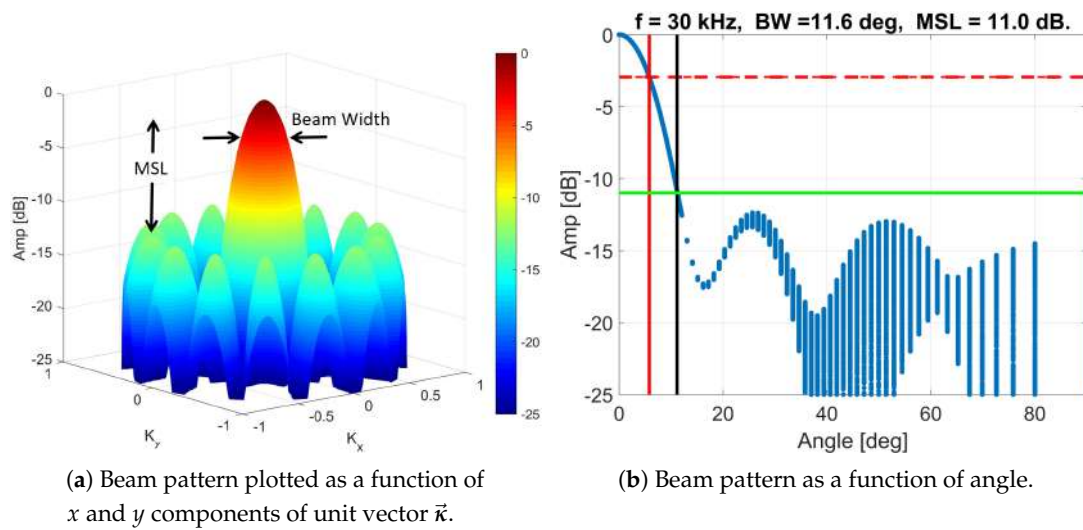 f = 30 kHz, BW =11.6 deg, MSL = 11.0 dB.
0
-5
-10
-15
-20
-25
Amp [dB]
MSL
Beam Width
1
0
-1
K_y
-1
-0.5
0
0.5
1
K_x
0
-5
-10
-15
-20
-25
0
-5
-10
-15
-20
-25
Amp [dB]
0 20 40 60 80
Angle [deg]
(a) Beam pattern plotted as a function of
x and y components of unit vector κ⃗.
(b) Beam pattern as a function of angle.